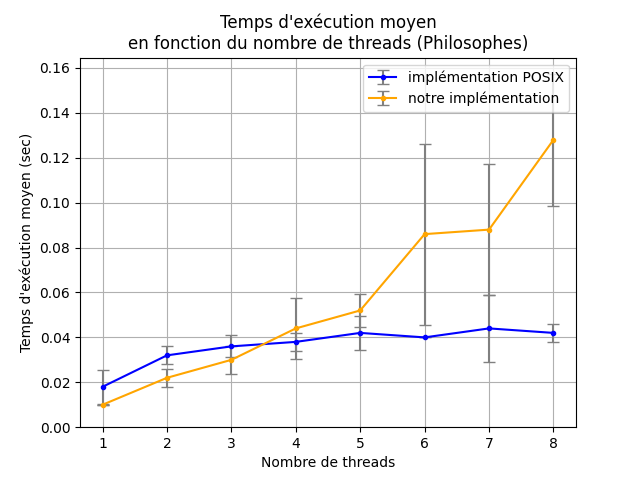 Temps d'exécution moyen
en fonction du nombre de threads (Philosophes)
implémentation POSIX
notre implémentation
Temps d'exécution moyen (sec)
0.16
0.14
0.12
0.10
0.08
0.06
0.04
0.02
0.00
1 2 3 4 5 6 7 8
Nombre de threads